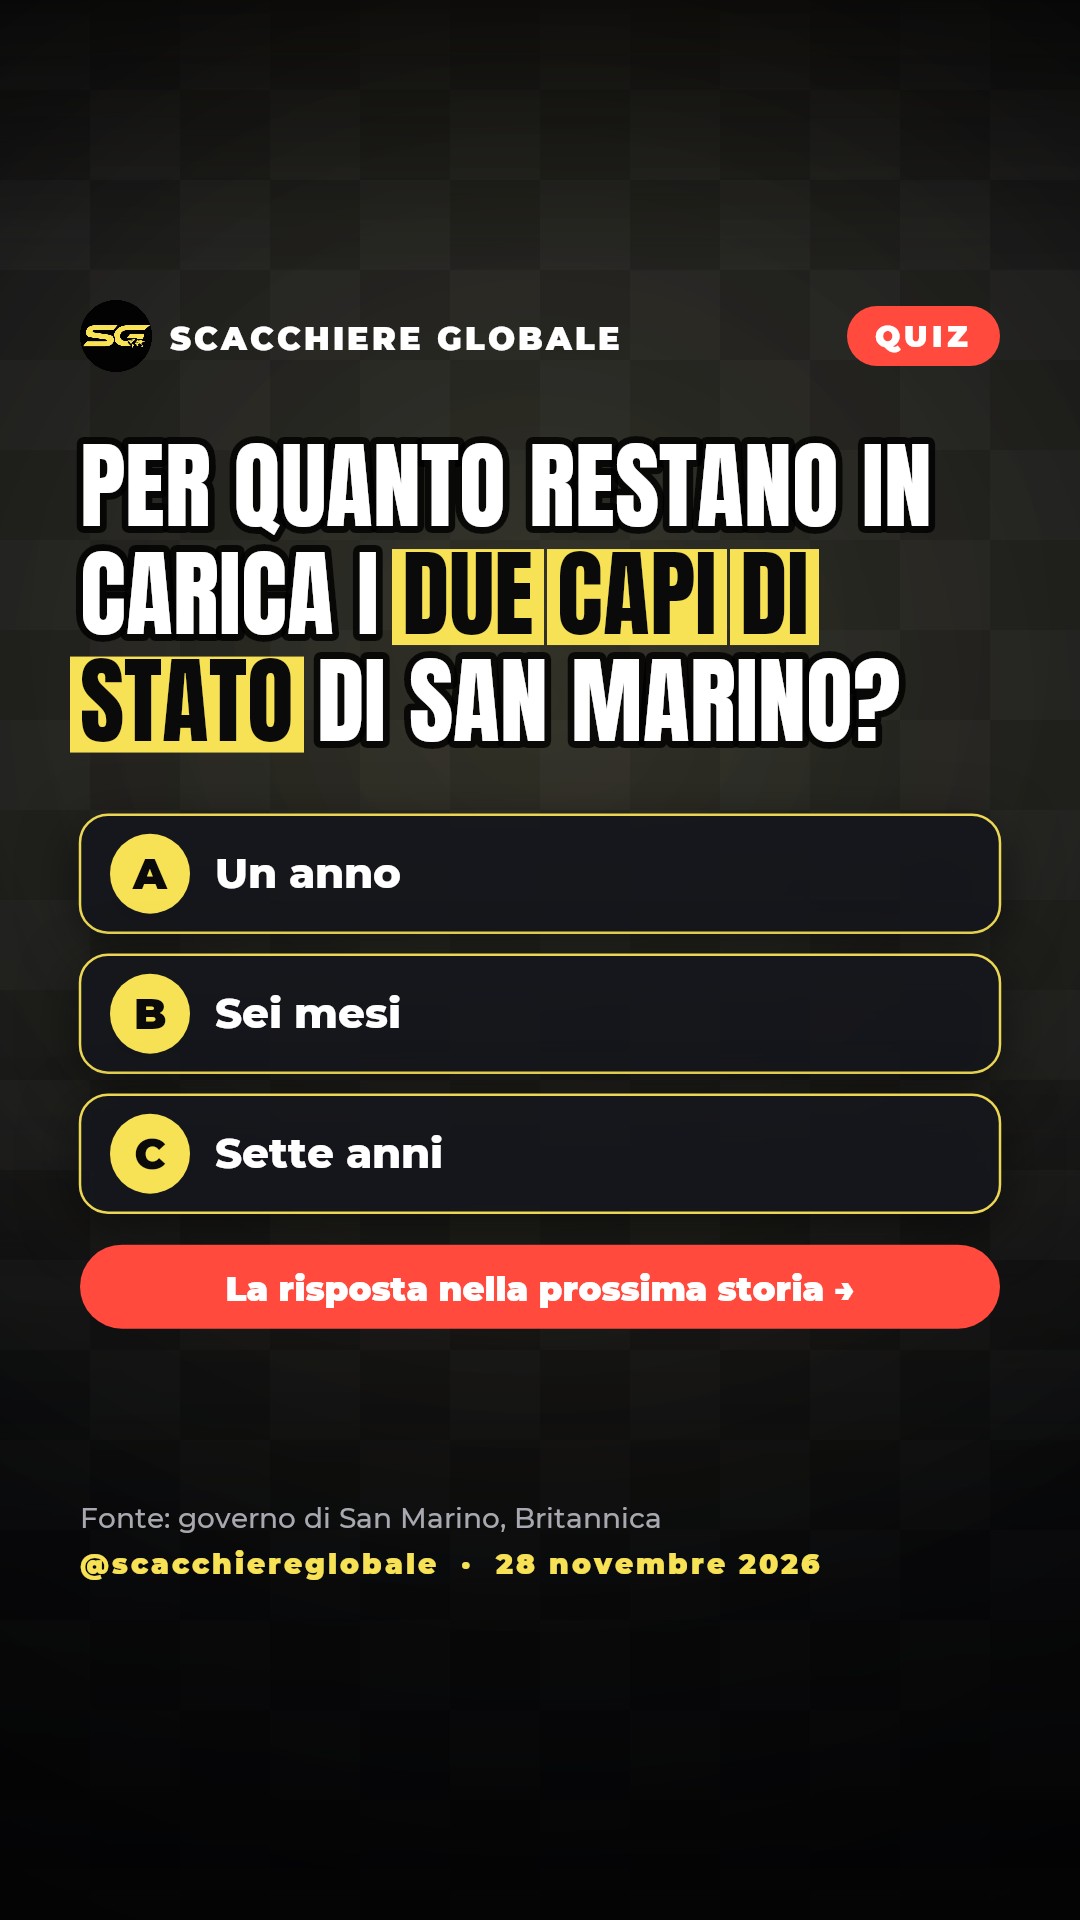 SG
SCACCHIERE GLOBALE
QUIZ
PER QUANTO RESTANO IN
CARICA I DUE CAPI DI
STATO DI SAN MARINO?
A Un anno
B Sei mesi
C Sette anni
La risposta nella prossima storia →
Fonte: governo di San Marino, Britannica
@scacchiereglobale · 28 novembre 2026